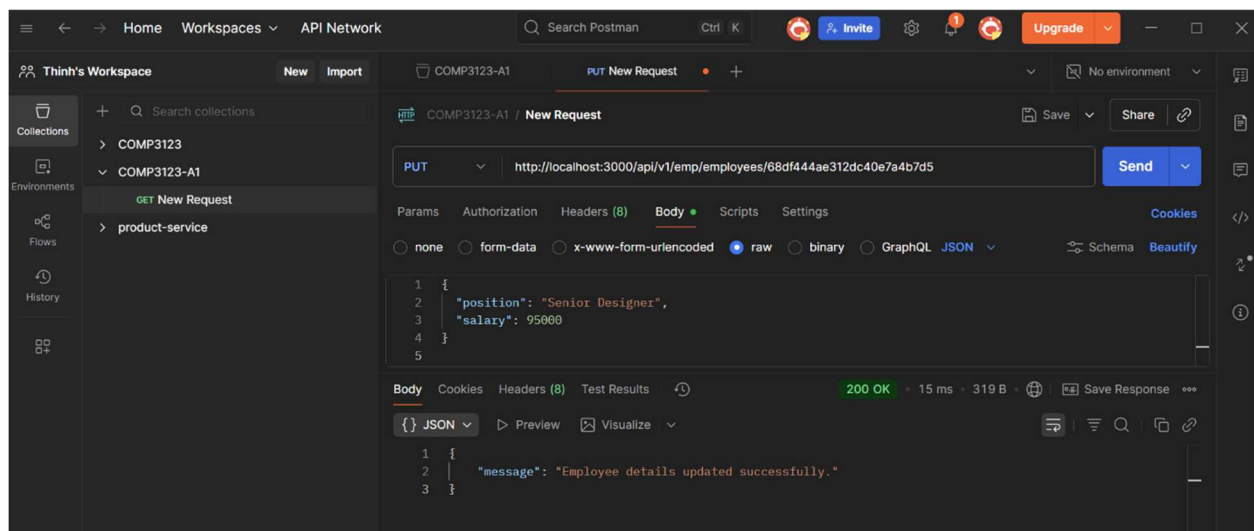 Home Workspaces API Network Search Postman Ctrl K Invite 1 Upgrade
Thinh's Workspace New Import COMP3123-A1 PUT New Request No environment
Collections
Search collections
COMP3123
COMP3123-A1
GET New Request
product-service
Environments
Flows
History
HTTP COMP3123-A1 / New Request Save Share
PUT http://localhost:3000/api/v1/emp/employees/68df444ae312dc40e7a4b7d5 Send
Params Authorization Headers (8) Body Scripts Settings Cookies
none form-data x-www-form-urlencoded raw binary GraphQL JSON Schema Beautify
1 {
2 "position": "Senior Designer",
3 "salary": 95000
4 }
5
Body Cookies Headers (8) Test Results 200 OK 15 ms 319 B e.g. Save Response
{} JSON Preview Visualize
1 {
2 "message": "Employee details updated successfully."
3 }